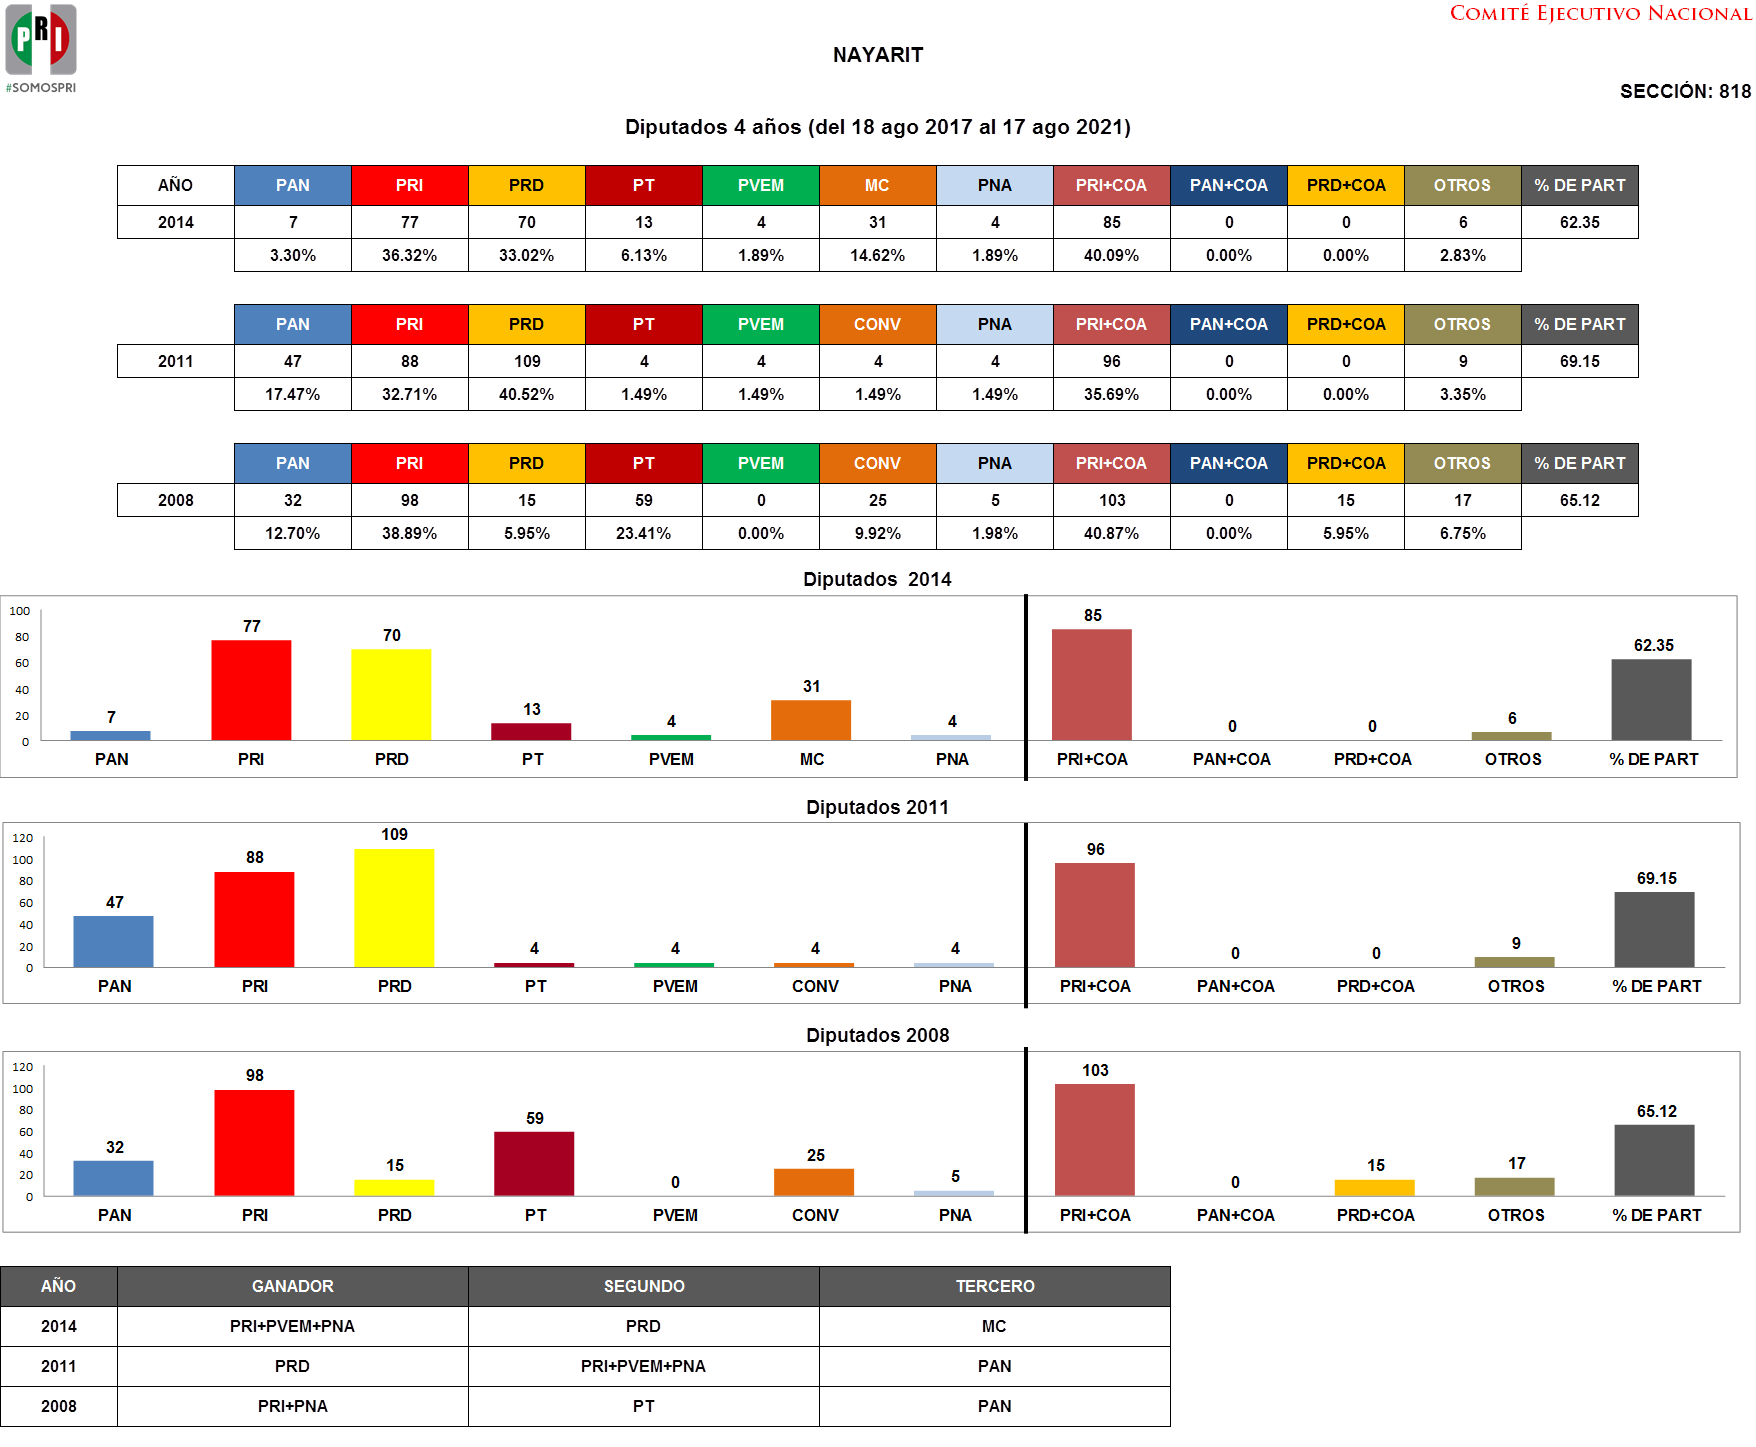 PRI
#SOMOSPRI
COMITÉ EJECUTIVO NACIONAL
NAYARIT
SECCIÓN: 818
Diputados 4 años (del 18 ago 2017 al 17 ago 2021)
AÑO PAN PRI PRD PT PVEM MC PNA PRI+COA PAN+COA PRD+COA OTROS % DE PART
2014 7 77 70 13 4 31 4 85 0 0 6 62.35
3.30% 36.32% 33.02% 6.13% 1.89% 14.62% 1.89% 40.09% 0.00% 0.00% 2.83%
PAN PRI PRD PT PVEM CONV PNA PRI+COA PAN+COA PRD+COA OTROS % DE PART
2011 47 88 109 4 4 4 4 96 0 0 9 69.15
17.47% 32.71% 40.52% 1.49% 1.49% 1.49% 1.49% 35.69% 0.00% 0.00% 3.35%
PAN PRI PRD PT PVEM CONV PNA PRI+COA PAN+COA PRD+COA OTROS % DE PART
2008 32 98 15 59 0 25 5 103 0 15 17 65.12
12.70% 38.89% 5.95% 23.41% 0.00% 9.92% 1.98% 40.87% 0.00% 5.95% 6.75%
Diputados 2014
100
80
60
40
20
0
7 77 70 13 4 31 4 85 0 0 6 62.35
PAN PRI PRD PT PVEM MC PNA PRI+COA PAN+COA PRD+COA OTROS % DE PART
Diputados 2011
120
100
80
60
40
20
0
47 88 109 4 4 4 4 96 0 0 9 69.15
PAN PRI PRD PT PVEM CONV PNA PRI+COA PAN+COA PRD+COA OTROS % DE PART
Diputados 2008
120
100
80
60
40
20
0
32 98 15 59 0 25 5 103 0 15 17 65.12
PAN PRI PRD PT PVEM CONV PNA PRI+COA PAN+COA PRD+COA OTROS % DE PART
AÑO GANADOR SEGUNDO TERCERO
2014 PRI+PVEM+PNA PRD MC
2011 PRD PRI+PVEM+PNA PAN
2008 PRI+PNA PT PAN